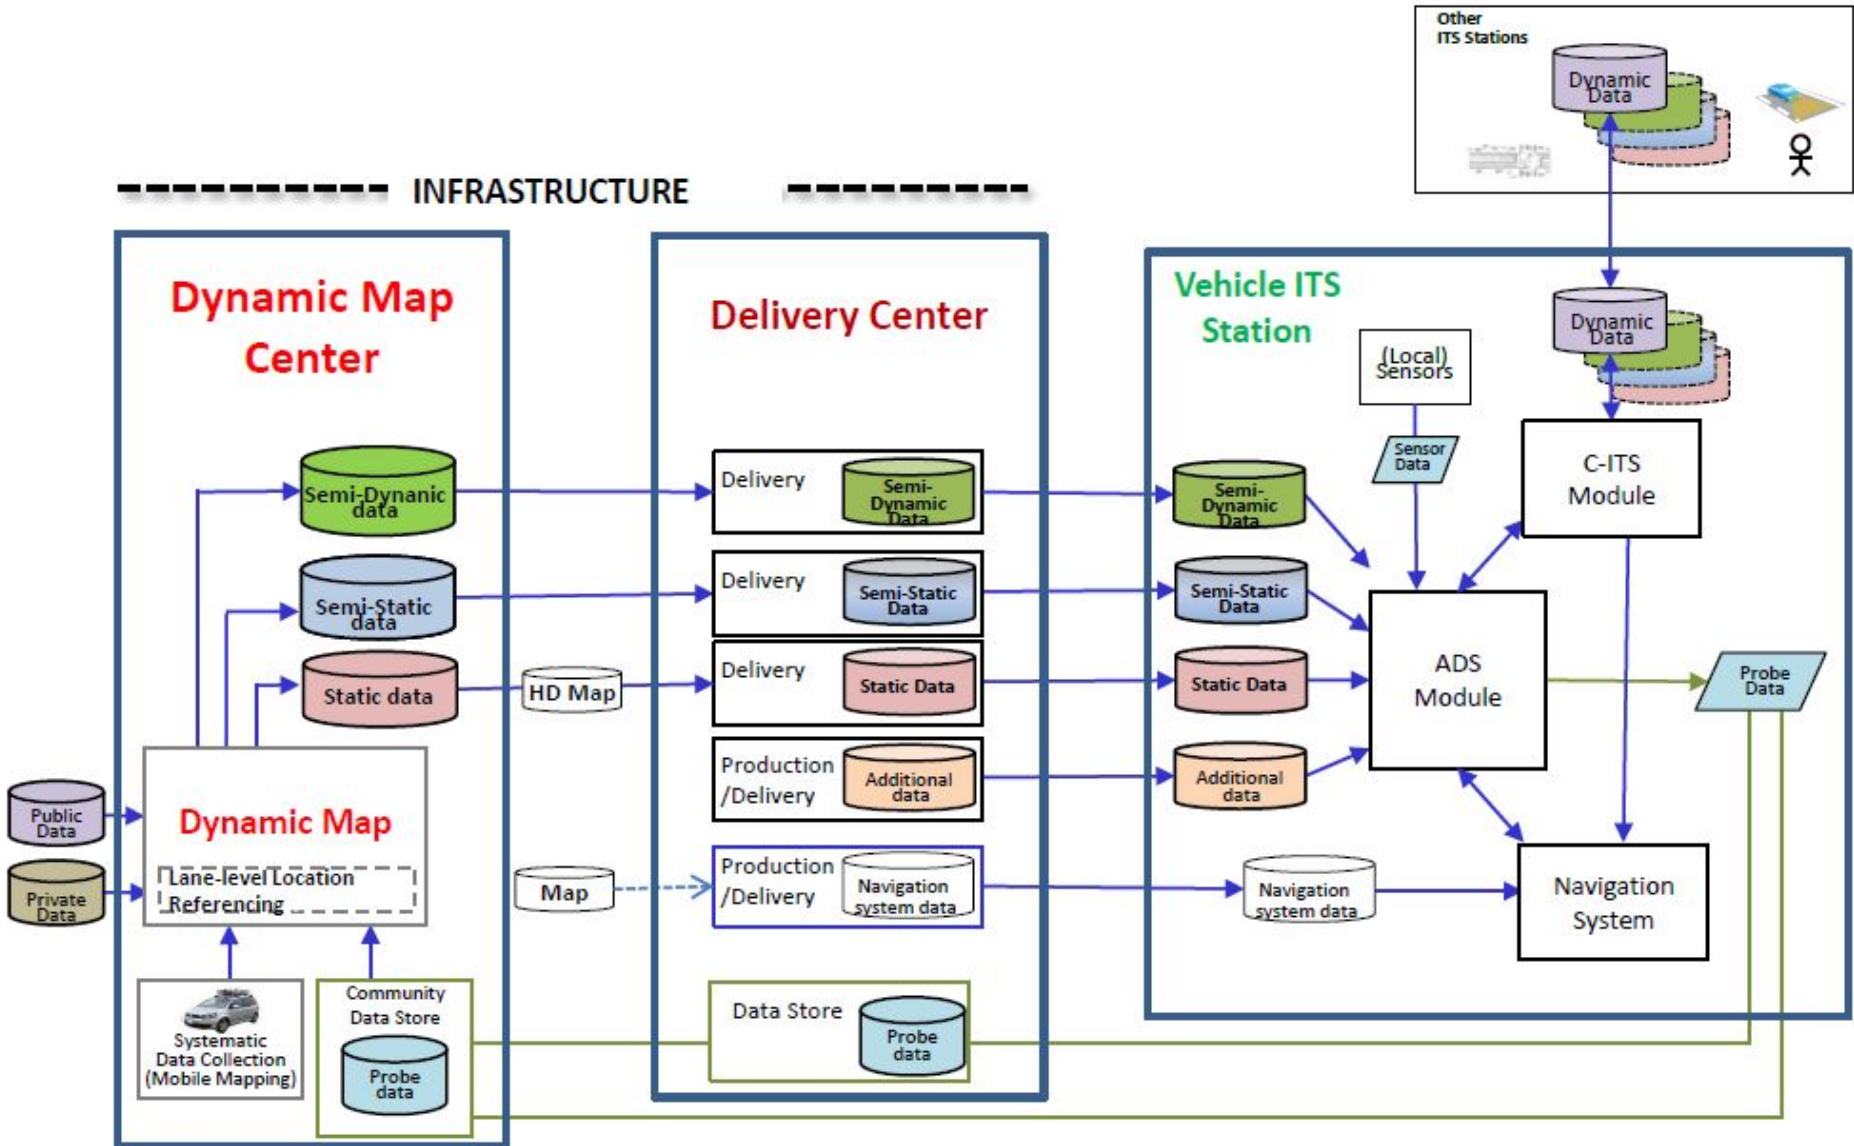 Other
ITS Stations
Dynamic
Data
INFRASTRUCTURE
Dynamic Map
Center
Delivery Center
Vehicle ITS
Station
(Local)
Sensors
Dynamic
Data
Sensor
Data
C-ITS
Module
Semi-Dynanic
data
Delivery
Semi-
Dynamic
Data
Semi-
Dynamic
Data
Semi-Static
data
Delivery
Semi-Static
Data
Semi-Static
Data
Static data
HD Map
Delivery
Static Data
Static Data
ADS
Module
Probe
Data
Production
/Delivery
Additional
data
Additional
data
Public
Data
Dynamic Map
Private
Data
Lane-level Location
Referencing
Map
Production
/Delivery
Navigation
system data
Navigation
system data
Navigation
System
Systematic
Data Collection
(Mobile Mapping)
Community
Data Store
Probe
data
Data Store
Probe
data